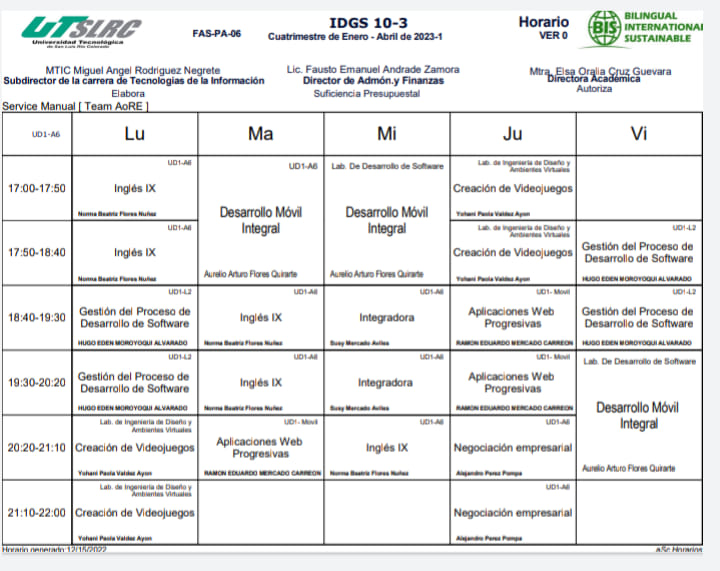 UTSLRC
Universidad Tecnológica
de San Luis Río Colorado
FAS-PA-06
IDGS 10-3
Cuatrimestre de Enero - Abril de 2023-1
Horario
VER 0
BIS
BILINGUAL
INTERNATIONAL
SUSTAINABLE
MTIC Miguel Angel Rodriguez Negrete
Subdirector de la carrera de Tecnologías de la Información
Elabora
Lic. Fausto Emanuel Andrade Zamora
Director de Admón.y Finanzas
Suficiencia Presupuestal
Mtra. Elsa Oralia Cruz Guevara
Directora Académica
Autoriza
Service Manual [ Team AoRE ]
UD1-A6 Lu Ma Mi Ju Vi
17:00-17:50
UD1-A6
Inglés IX
Norma Beatriz Flores Nuñez
UD1-A6
Desarrollo Móvil
Integral
Aurelio Arturo Flores Quirarte
Lab. De Desarrollo de Software
Desarrollo Móvil
Integral
Aurelio Arturo Flores Quirarte
Lab. de Ingeniería de Diseño y
Ambientes Virtuales
Creación de Videojuegos
Yohani Paola Valdez Ayon
17:50-18:40
UD1-A6
Inglés IX
Norma Beatriz Flores Nuñez
Lab. de Ingeniería de Diseño y
Ambientes Virtuales
Creación de Videojuegos
Yohani Paola Valdez Ayon
UD1-L2
Gestión del Proceso de
Desarrollo de Software
HUGO EDEN MOROYOQUI ALVARADO
18:40-19:30
UD1-L2
Gestión del Proceso de
Desarrollo de Software
HUGO EDEN MOROYOQUI ALVARADO
UD1-A6
Inglés IX
Norma Beatriz Flores Nuñez
UD1-A6
Integradora
Susy Mercado Aviles
UD1- Movil
Aplicaciones Web
Progresivas
RAMON EDUARDO MERCADO CARREON
UD1-L2
Gestión del Proceso de
Desarrollo de Software
HUGO EDEN MOROYOQUI ALVARADO
19:30-20:20
UD1-L2
Gestión del Proceso de
Desarrollo de Software
HUGO EDEN MOROYOQUI ALVARADO
UD1-A6
Inglés IX
Norma Beatriz Flores Nuñez
UD1-A6
Integradora
Susy Mercado Aviles
UD1- Movil
Aplicaciones Web
Progresivas
RAMON EDUARDO MERCADO CARREON
Lab. De Desarrollo de Software
Desarrollo Móvil
Integral
Aurelio Arturo Flores Quirarte
20:20-21:10
Lab. de Ingeniería de Diseño y
Ambientes Virtuales
Creación de Videojuegos
Yohani Paola Valdez Ayon
UD1- Movil
Aplicaciones Web
Progresivas
RAMON EDUARDO MERCADO CARREON
UD1-A6
Inglés IX
Norma Beatriz Flores Nuñez
UD1-A6
Negociación empresarial
Alejandro Perez Pompa
21:10-22:00
Lab. de Ingeniería de Diseño y
Ambientes Virtuales
Creación de Videojuegos
Yohani Paola Valdez Ayon
UD1-A6
Negociación empresarial
Alejandro Perez Pompa
Horario generado:12/15/2022
aSc Horarios